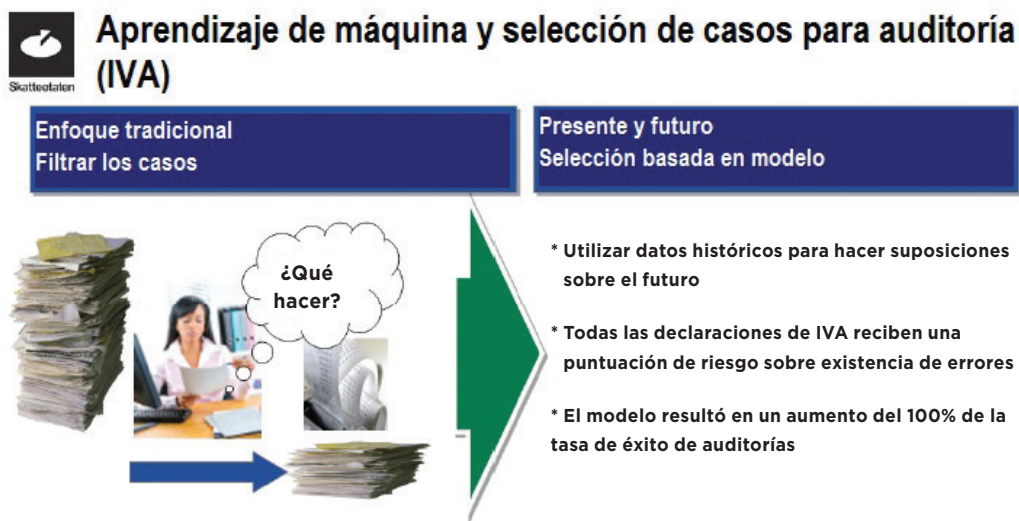 Aprendizaje de máquina y selección de casos para auditoría
(IVA)
Skatteetaten
Enfoque tradicional
Filtrar los casos
Presente y futuro
Selección basada en modelo
¿Qué
hacer?
* Utilizar datos históricos para hacer suposiciones
sobre el futuro
* Todas las declaraciones de IVA reciben una
puntuación de riesgo sobre existencia de errores
* El modelo resultó en un aumento del 100% de la
tasa de éxito de auditorías